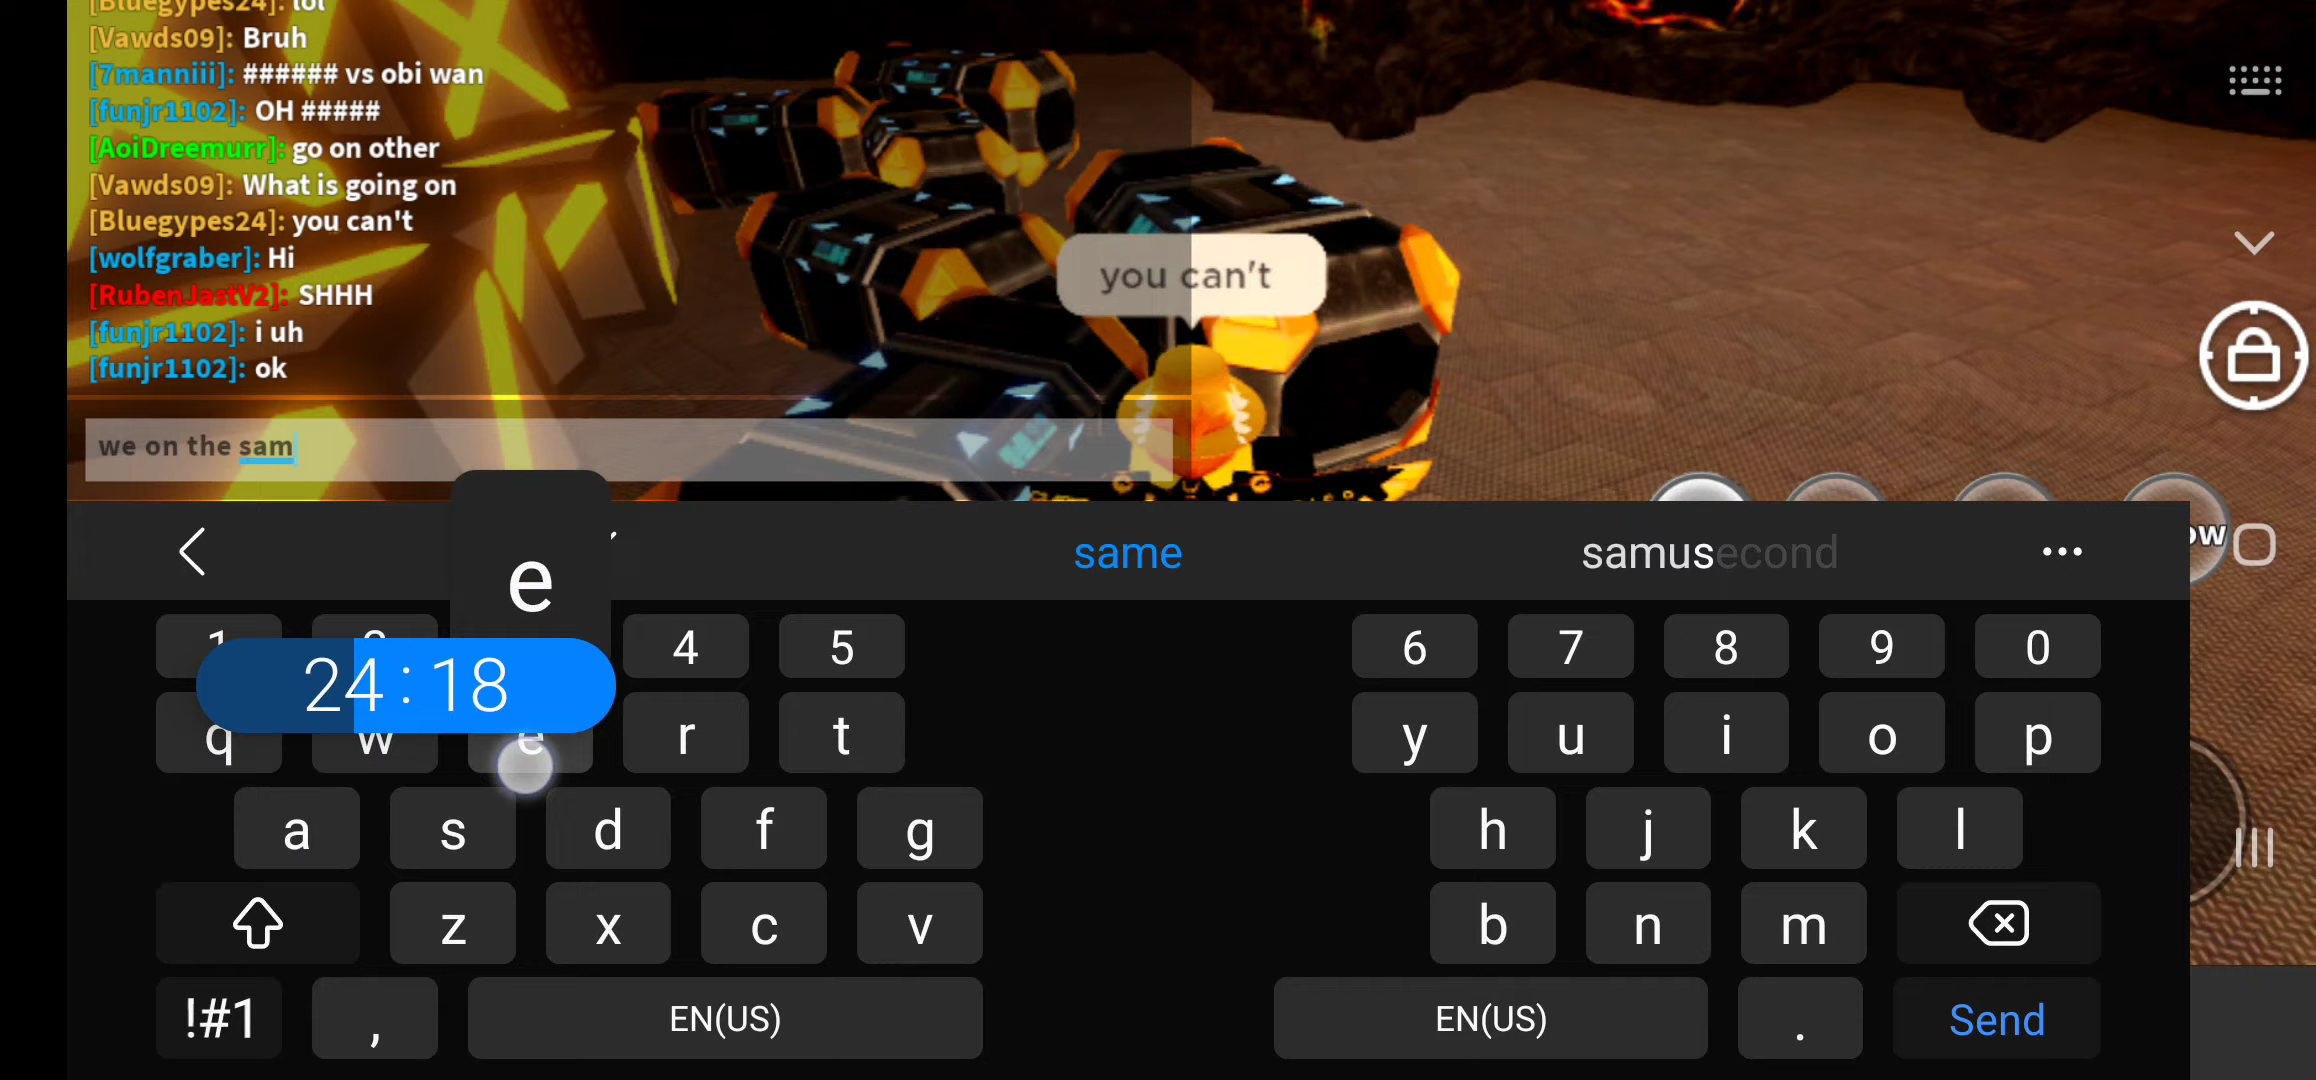 [Bluegypes24]: lol
[Vawds09]: Bruh
[7manniii]: ###### vs obi wan
[funjr1102]: OH #####
[AoiDreemurr]: go on other
[Vawds09]: What is going on
[Bluegypes24]: you can't
[wolfgraber]: Hi
[RubenJastV2]: SHHH
[funjr1102]: i uh
[funjr1102]: ok
you can't
we on the sam
ow
e
same
samusecond
1 2 4 5 6 7 8 9 0
24:18
q w e r t y u i o p
a s d f g h j k l
z x c v b n m
!#1 , EN(US) EN(US) . Send